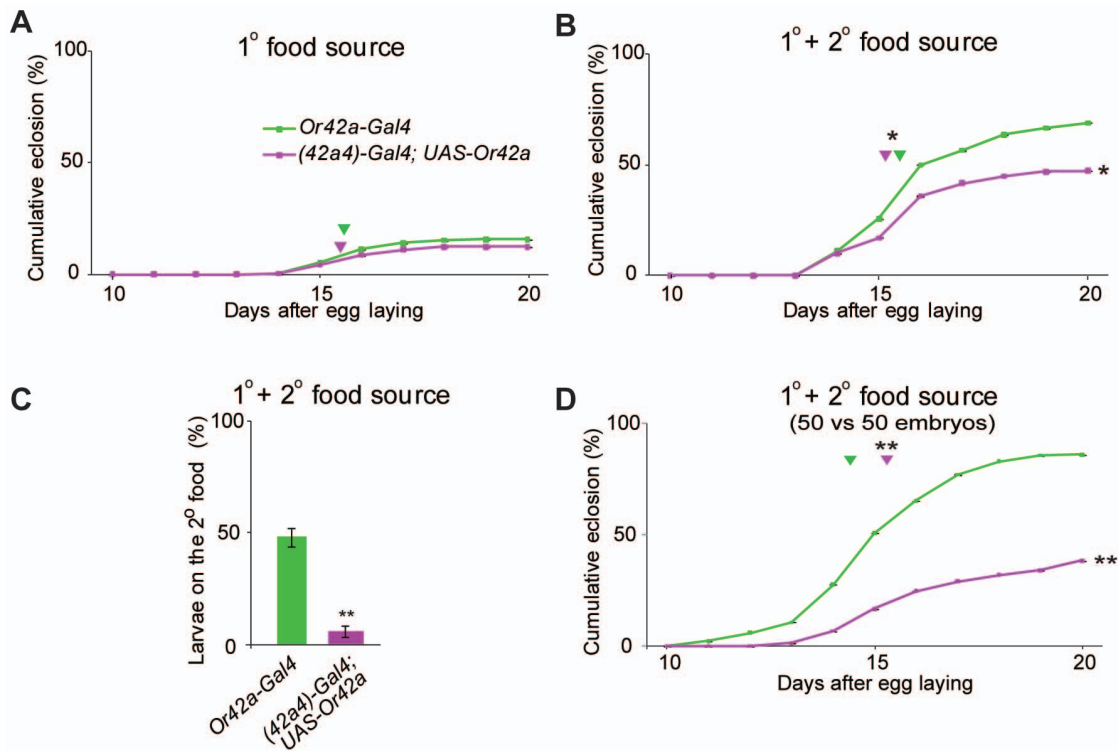 A
1° food source
Cumulative eclosion (%)
100
50
0
Or42a-Gal4
(42a4)-Gal4; UAS-Or42a
10
15
20
Days after egg laying
B
1° + 2° food source
Cumulative eclosiion (%)
100
50
0
*
*
10
15
20
Days after egg laying
C
1° + 2° food source
Larvae on the 2° food (%)
100
50
0
**
Or42a-Gal4
(42a4)-Gal4;
UAS-Or42a
D
1° + 2° food source
(50 vs 50 embryos)
Cumulative eclosion (%)
100
50
0
**
**
10
15
20
Days after egg laying